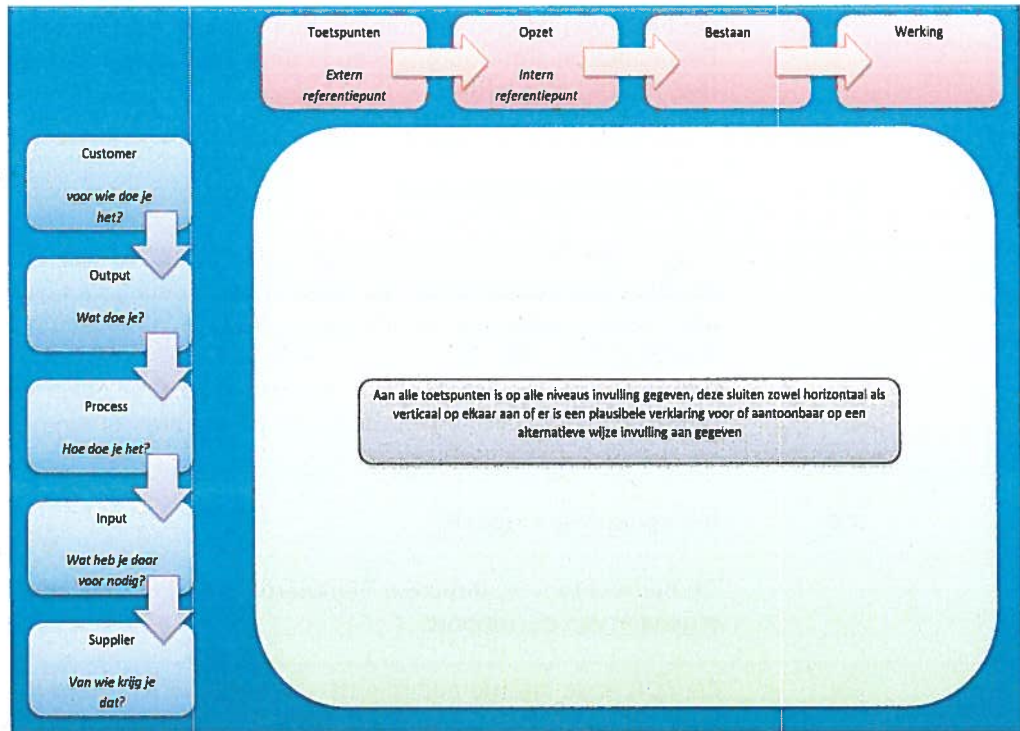 Toetspunten
Extern
referentiepunt
Opzet
Intern
referentiepunt
Bestaan
Werking
Customer
voor wie doe je
het?
Output
Wat doe je?
Process
Hoe doe je het?
Input
Wat heb je daar
voor nodig?
Supplier
Van wie krijg je
dat?
Aan alle toetspunten is op alle niveaus invulling gegeven, deze sluiten zowel horizontaal als
verticaal op elkaar aan of er is een plausibele verklaring voor of aantoonbaar op een
alternatieve wijze invulling aan gegeven